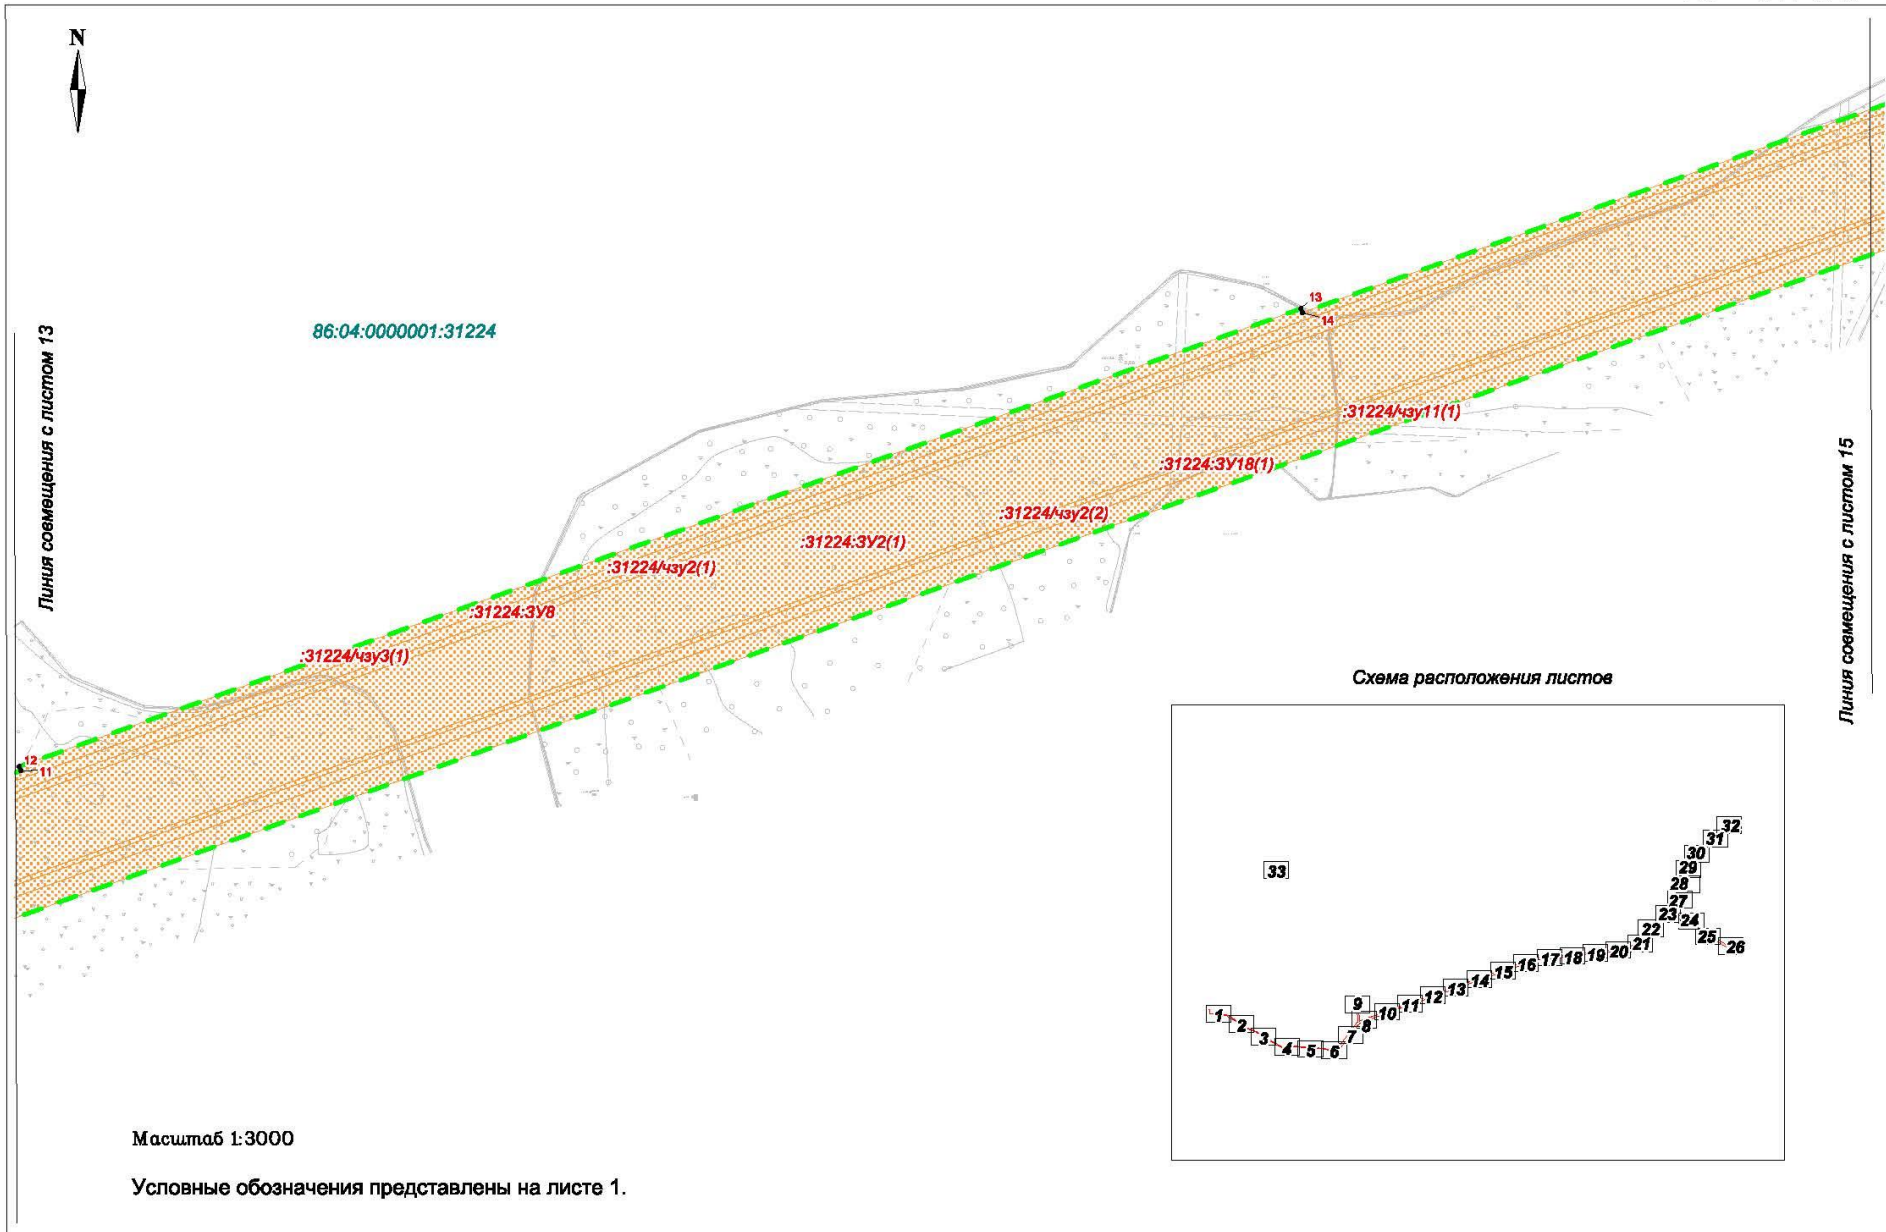 N
13
14
86:04:0000001:31224
Линия совмещения с листом 13
:31224/чзу11(1)
:31224:ЗУ18(1)
:31224/чзу2(2)
:31224:ЗУ2(1)
:31224/чзу2(1)
:31224:ЗУ8
:31224/чзу3(1)
Линия совмещения с листом 15
12
11
Схема расположения листов
32
31
30
29
28
27
23
24
22
25
21
26
20
19
18
17
16
15
14
13
12
11
10
9
8
7
6
5
4
3
2
1
33
Масштаб 1:3000
Условные обозначения представлены на листе 1.